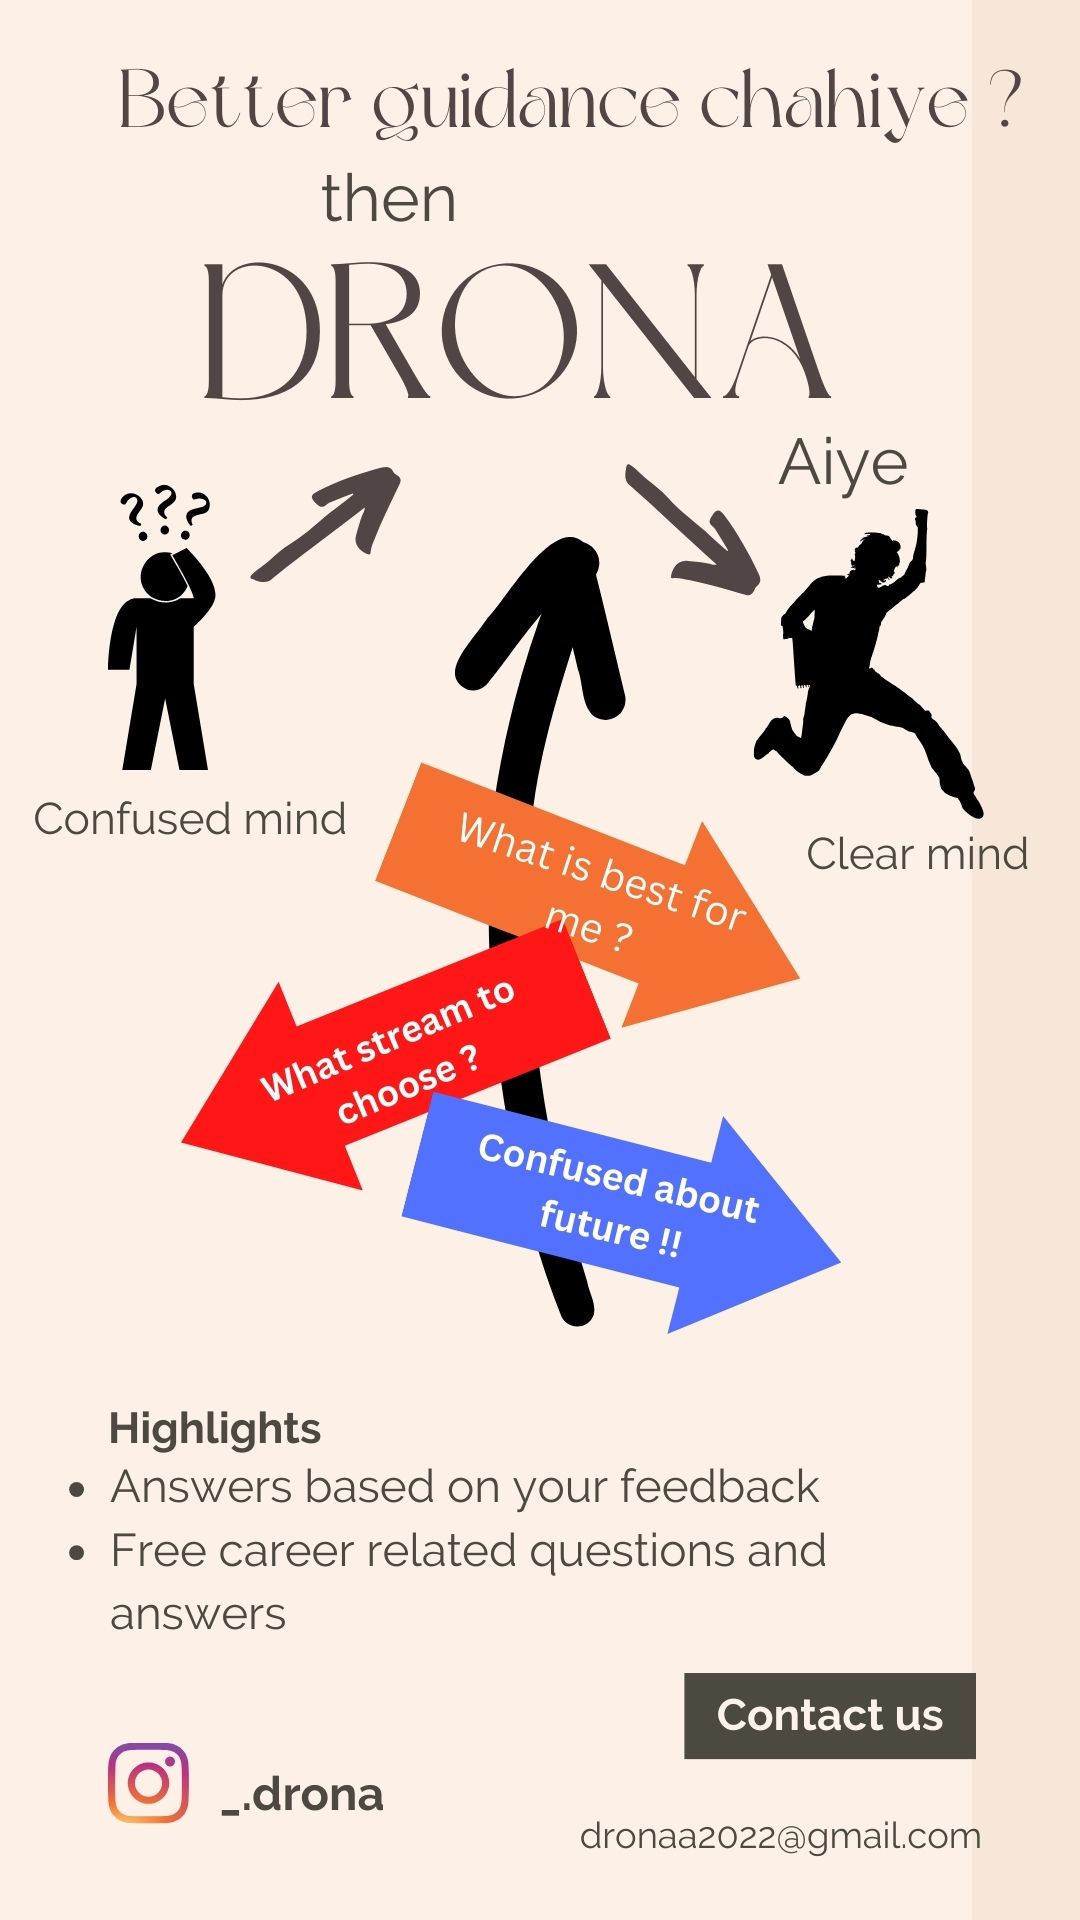 Better guidance chahiye ?
then
DRONA
Aiye
???
Confused mind
Clear mind
What is best for
me ?
What stream to
choose ?
Confused about
future !!
Highlights
• Answers based on your feedback
• Free career related questions and
answers
Contact us
_.drona
dronaa2022@gmail.com